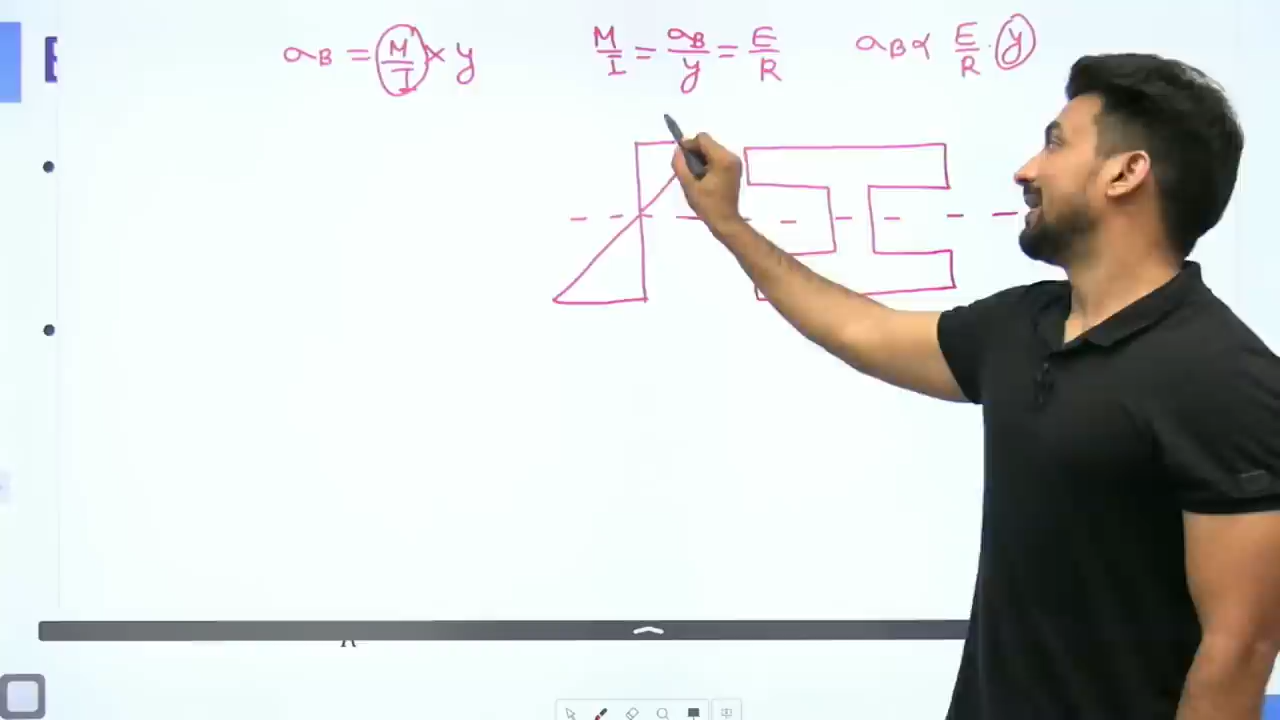 σB = M/I × y
M/I = σB/y = E/R
σB ∝ E/R · y